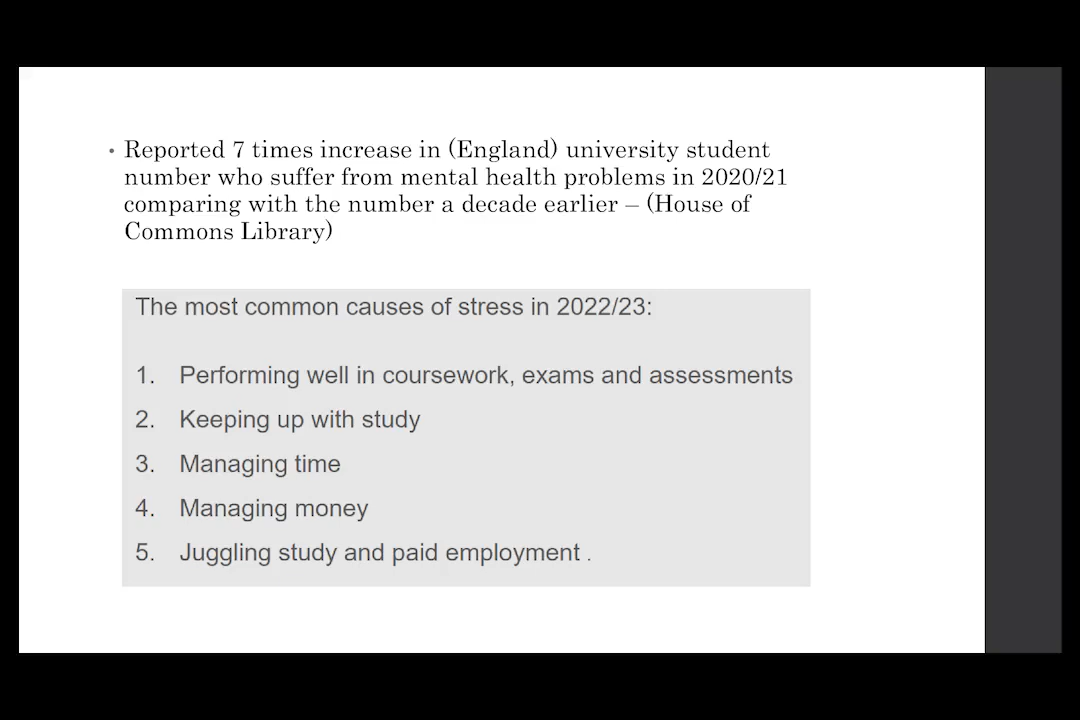 • Reported 7 times increase in (England) university student
number who suffer from mental health problems in 2020/21
comparing with the number a decade earlier – (House of
Commons Library)
The most common causes of stress in 2022/23:
1. Performing well in coursework, exams and assessments
2. Keeping up with study
3. Managing time
4. Managing money
5. Juggling study and paid employment .